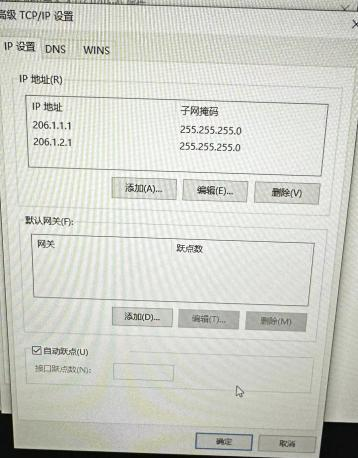 高级 TCP/IP 设置
IP 设置 DNS WINS
IP 地址(R)
IP 地址 子网掩码
206.1.1.1 255.255.255.0
206.1.2.1 255.255.255.0
添加(A)... 编辑(E)... 删除(V)
默认网关(F):
网关 跃点数
添加(D)... 编辑(T)... 删除(M)
自动跃点(U)
接口跃点数(N):
确定 取消